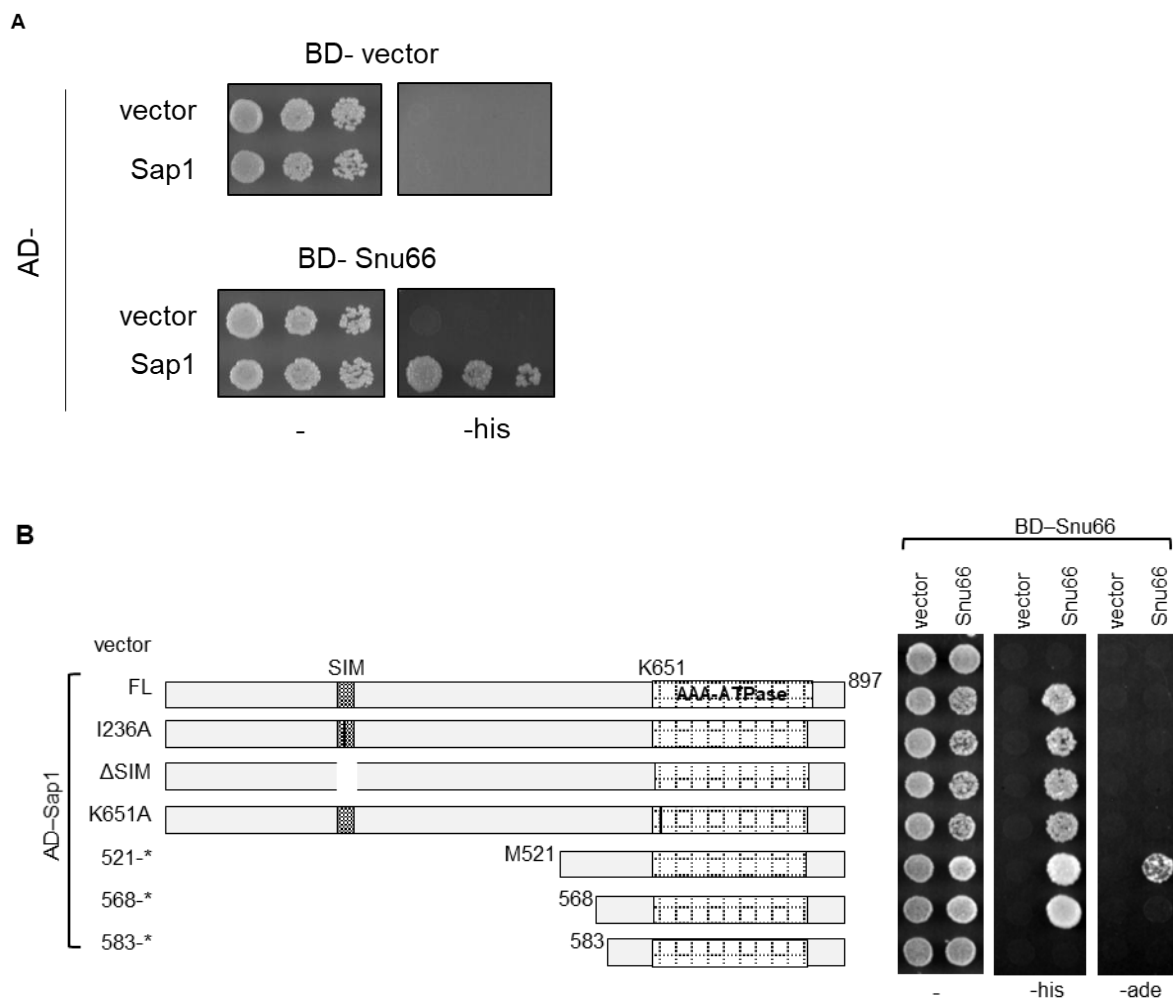 A
BD- vector
vector
Sap1
AD-
BD- Snu66
vector
Sap1
-
-his
B
BD–Snu66
vector
Snu66
vector
Snu66
vector
Snu66
vector
AD–Sap1
SIM
K651
FL
AAA-ATPase
897
I236A
ΔSIM
K651A
521-*
M521
568-*
568
583-*
583
-
-his
-ade